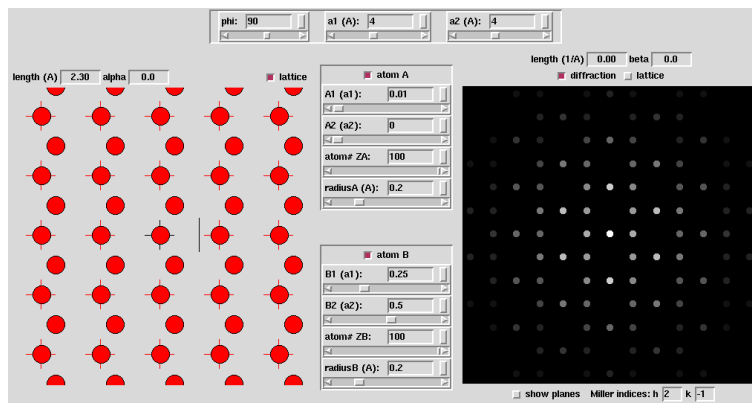 phi: 90 a1 (A): 4 a2 (A): 4
length (1/A) 0.00 beta 0.0
length (A) 2.30 alpha 0.0 lattice
diffraction lattice
atom A
A1 (a1): 0.01
A2 (a2): 0
atom# ZA: 100
radiusA (A): 0.2
atom B
B1 (a1): 0.25
B2 (a2): 0.5
atom# ZB: 100
radiusB (A): 0.2
show planes Miller indices: h 2 k -1